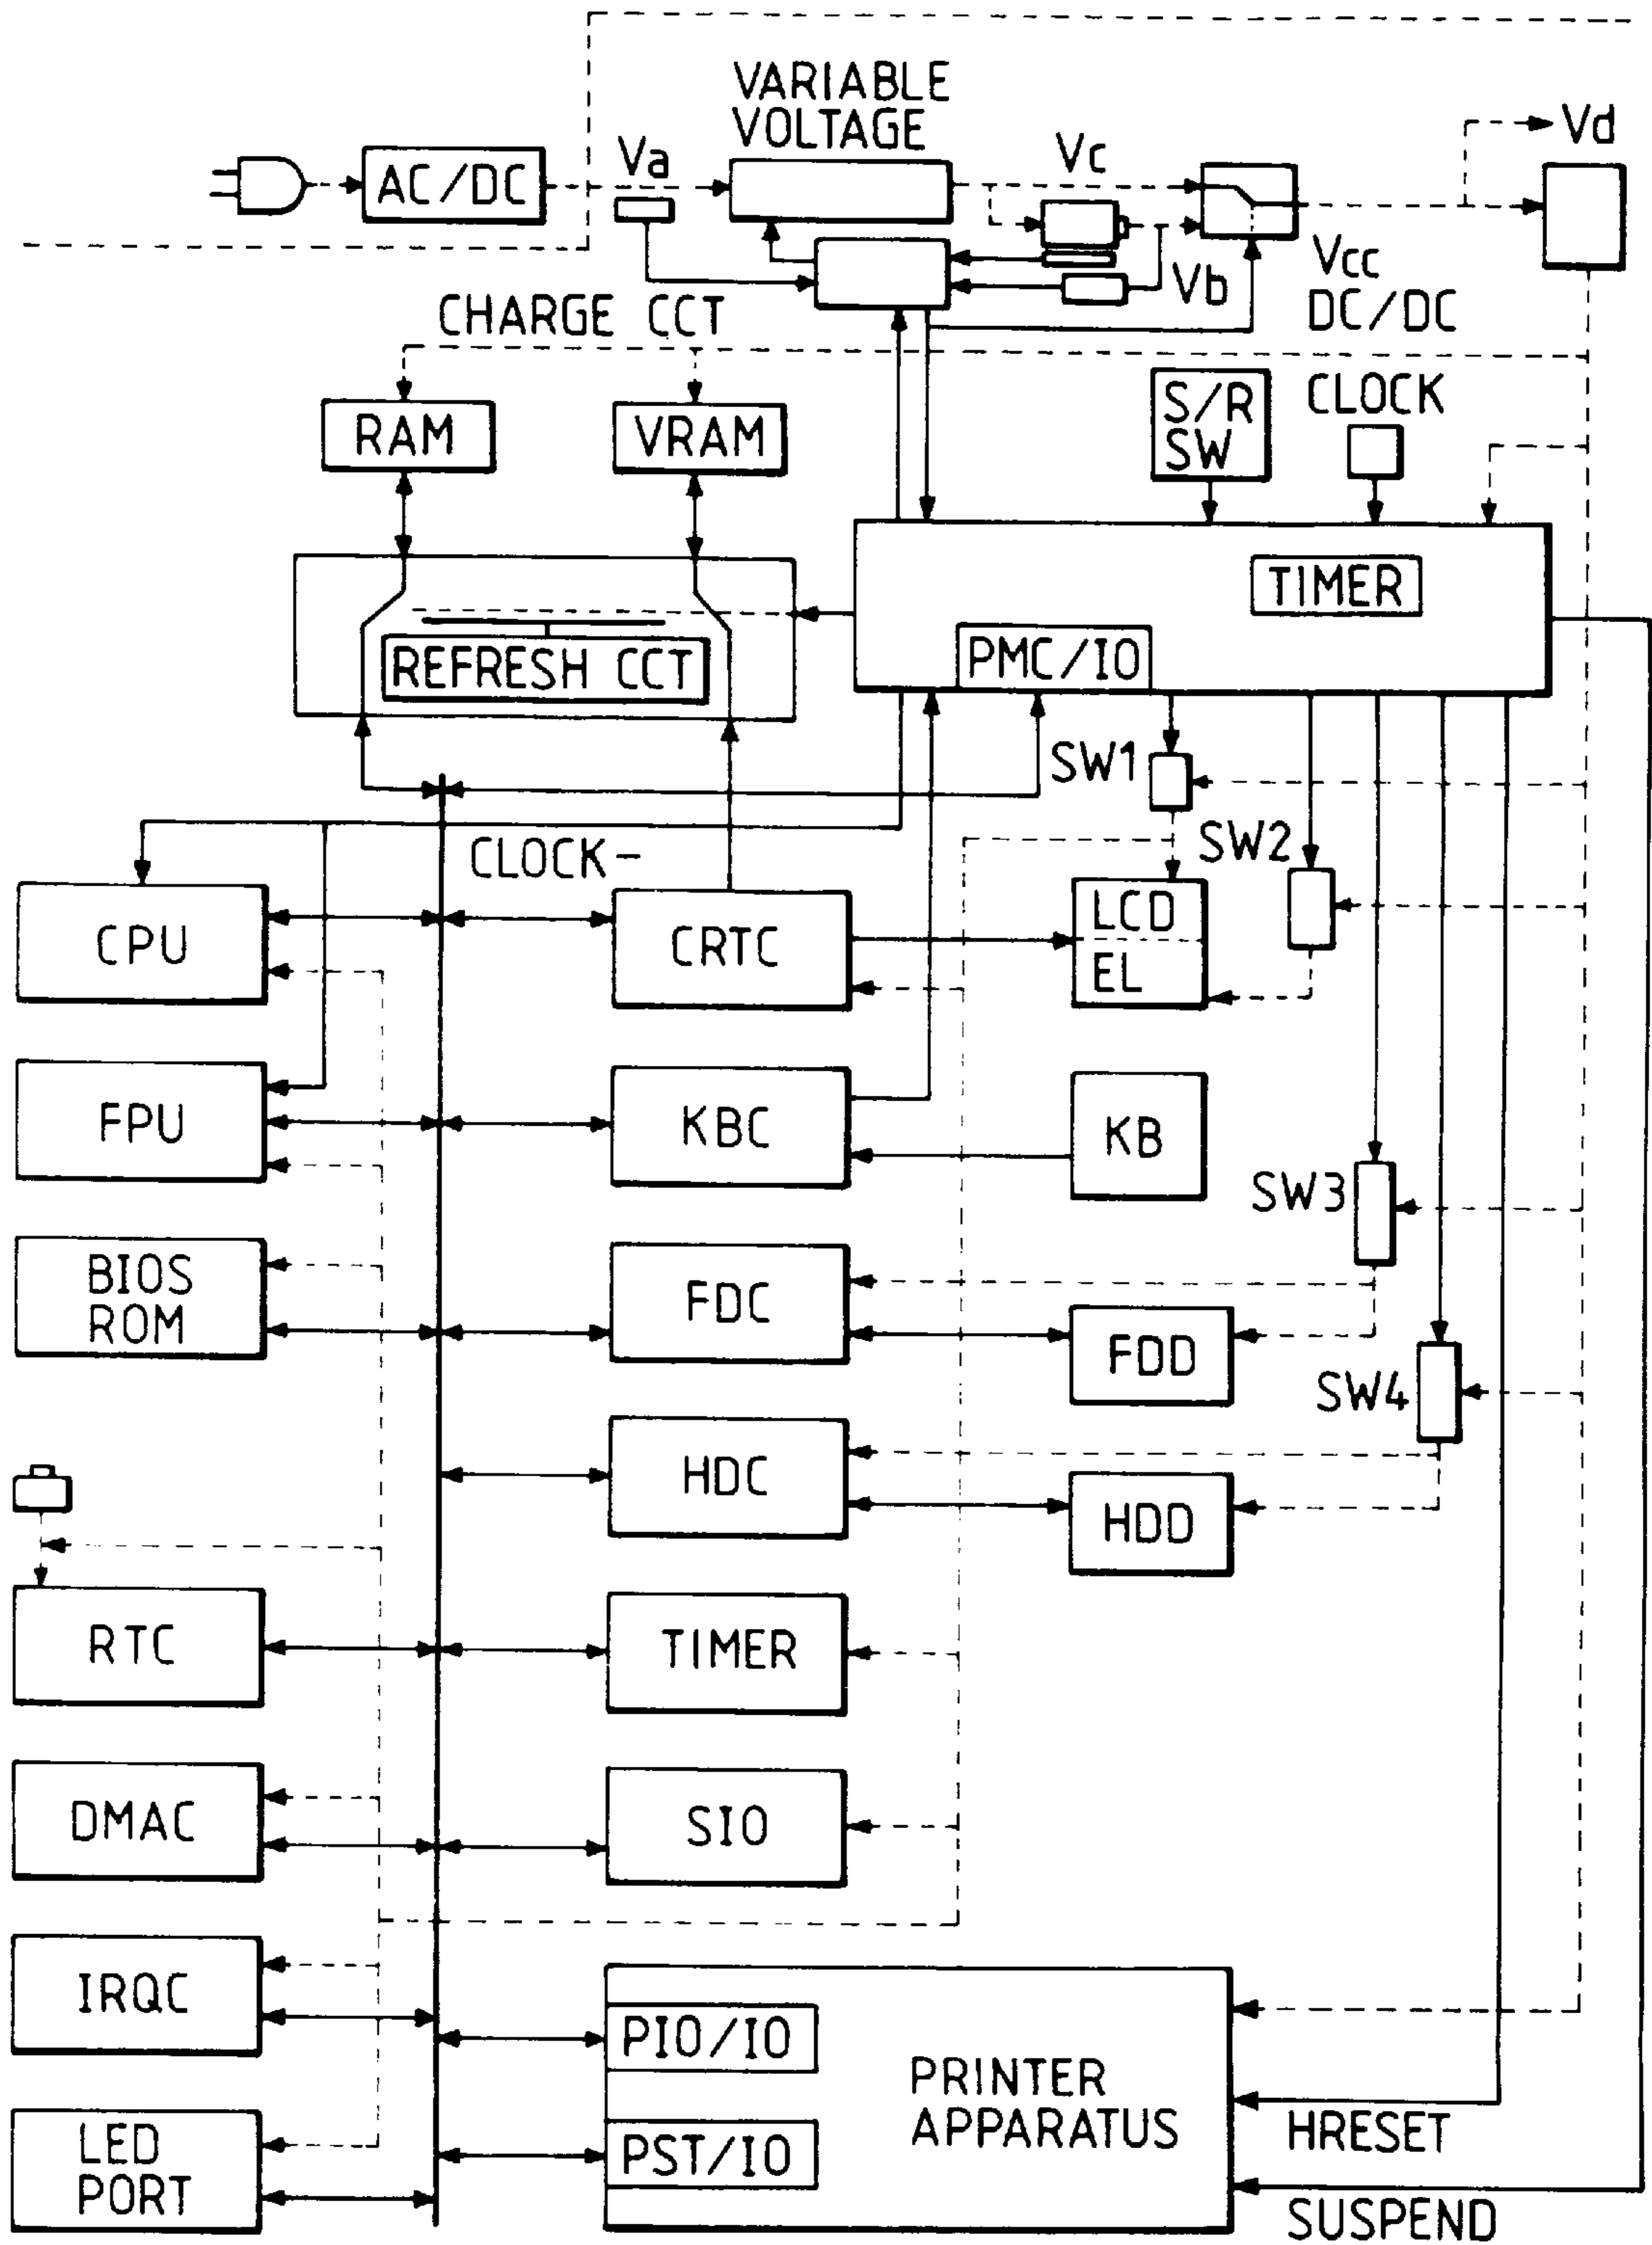 VARIABLE
VOLTAGE
Vd
AC/DC
Va
Vc
Vb
Vcc
DC/DC
CHARGE CCT
RAM
VRAM
S/R
SW
CLOCK
TIMER
PMC/IO
REFRESH CCT
SW1
CLOCK-
SW2
CPU
CRTC
LCD
EL
FPU
KBC
KB
SW3
BIOS
ROM
FDC
FDD
SW4
HDC
HDD
RTC
TIMER
DMAC
SIO
IRQC
PIO/IO
PRINTER
APPARATUS
HRESET
LED
PORT
PST/IO
SUSPEND